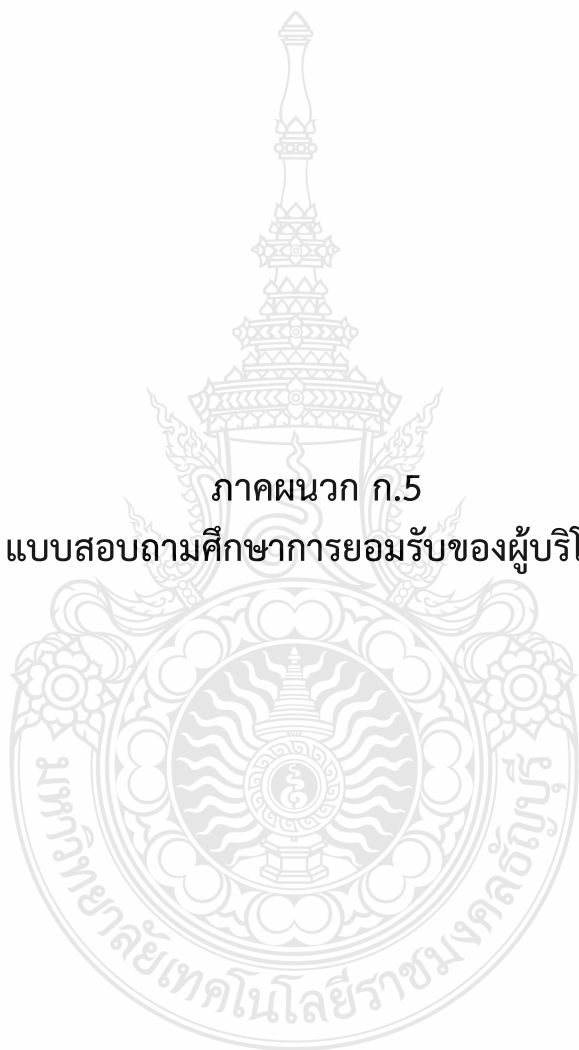 ภาคผนวก ก.5
แบบสอบถามศึกษาการยอมรับของผู้บริโ
มหาวิทยาลัยเทคโนโลยีราชมงคลธัญบุรี